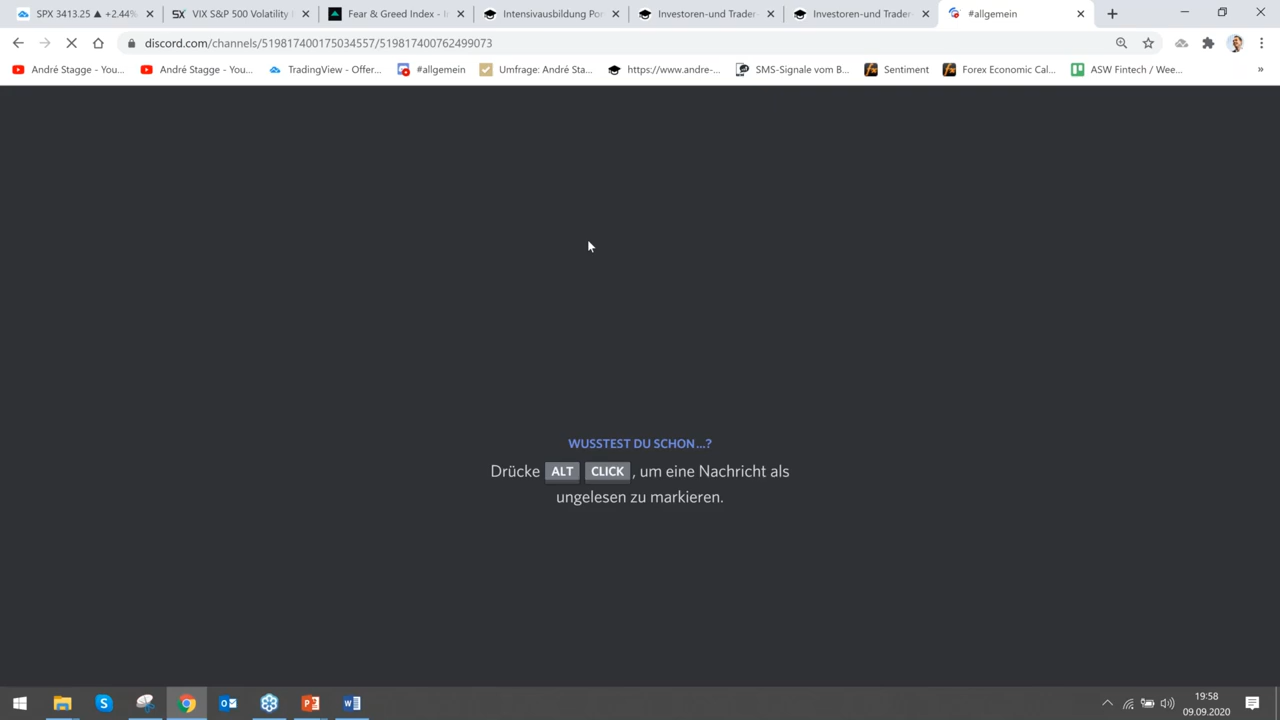 SPX 3413.25 ▲ +2.44%
VIX S&P 500 Volatility
Fear & Greed Index -
Intensivausbildung Por
Investoren-und Trader
Investoren-und Trader
#allgemein
discord.com/channels/519817400175034557/519817400762499073
André Stagge - You...
André Stagge - You...
TradingView - Offer...
#allgemein
Umfrage: André Sta...
https://www.andre-...
SMS-Signale vom B...
Sentiment
Forex Economic Cal...
ASW Fintech / Wee...
»
WUSSTEST DU SCHON...?
Drücke ALT CLICK, um eine Nachricht als
ungelesen zu markieren.
19:58
09.09.2020